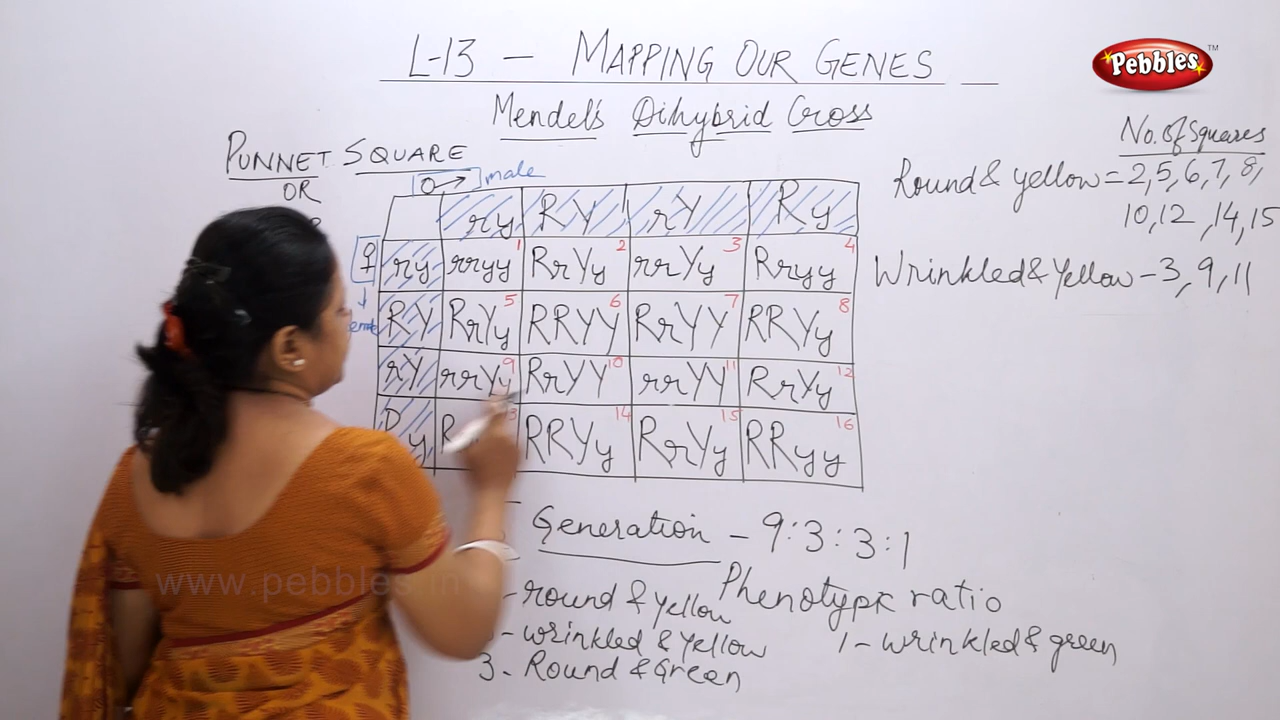 L-13 — MAPPING OUR GENES
Pebbles™
Mendel's Dihybrid Cross
PUNNET SQUARE
OR
♂ male
♀
No. of Squares
Round & yellow = 2, 5, 6, 7, 8,
10, 12, 14, 15
Wrinkled & Yellow - 3, 9, 11
ry RY rY Ry
ry rryy 1 RrYy 2 rrYy 3 Rryy 4
RY RrYy 5 RRYY 6 RrYY 7 RRYy 8
rY rrYy 9 RrYY 10 rrYY 11 RrYy 12
Ry RRYy 14 RrYy 15 RRyy 16
Generation - 9:3:3:1
Phenotype ratio
- round & yellow
- wrinkled & yellow
3. Round & Green
1 - wrinkled & green
www.pebbles.in